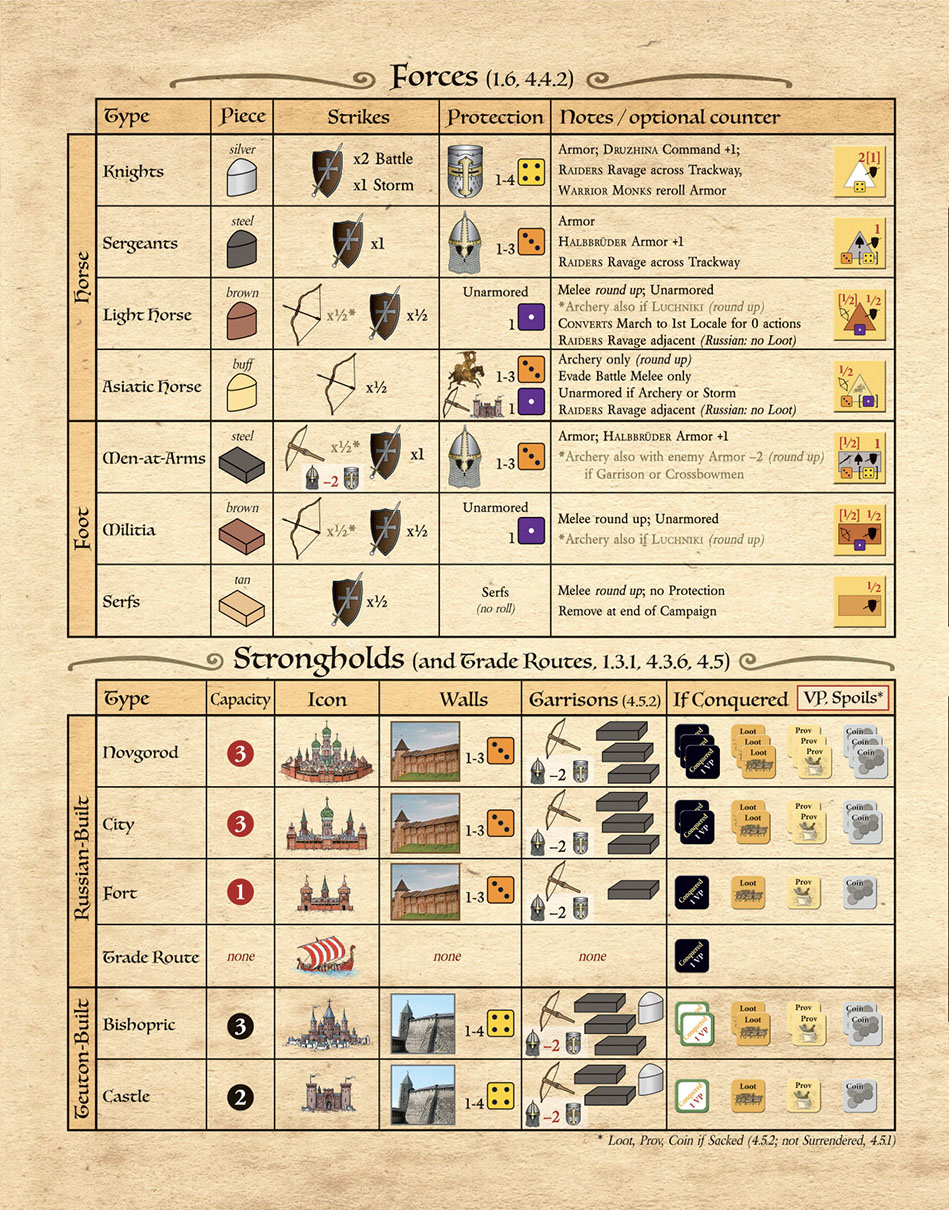 Forces (1.6, 4.4.2)
Type Piece Strikes Protection Notes / optional counter
Horse
Knights
silver
x2 Battle
x1 Storm
1-4
Armor; DRUZHINA Command +1;
RAIDERS Ravage across Trackway,
WARRIOR MONKS reroll Armor
2[1]
Sergeants
steel
x1
1-3
Armor
HALBBRÜDER Armor +1
RAIDERS Ravage across Trackway
1
Light Horse
brown
x½* x½
Unarmored
1
Melee round up; Unarmored
*Archery also if LUCHNIKI (round up)
CONVERTS March to 1st Locale for 0 actions
RAIDERS Ravage adjacent (Russian: no Loot)
[1/2] 1/2
Asiatic Horse
buff
x½
1-3
1
Archery only (round up)
Evade Battle Melee only
Unarmored if Archery or Storm
RAIDERS Ravage adjacent (Russian: no Loot)
1/2
Foot
Men-at-Arms
steel
x½* x1
–2
1-3
Armor; HALBBRÜDER Armor +1
*Archery also with enemy Armor –2 (round up)
if Garrison or Crossbowmen
[1/2] 1
Militia
brown
x½* x½
Unarmored
1
Melee round up; Unarmored
*Archery also if LUCHNIKI (round up)
[1/2] 1/2
Serfs
tan
x½
Serfs
(no roll)
Melee round up; no Protection
Remove at end of Campaign
1/2
Strongholds (and Trade Routes, 1.3.1, 4.3.6, 4.5)
Type Capacity Icon Walls Garrisons (4.5.2) If Conquered VP, Spoils*
Russian-Built
Novgorod
3
1-3
–2
Conquered
1 VP
Loot
Loot
Loot
Prov
Prov
Coin
Coin
Coin
City
3
1-3
–2
Conquered
1 VP
Loot
Loot
Prov
Prov
Coin
Coin
Fort
1
1-3
–2
Conquered
1 VP
Loot
Prov
Coin
Trade Route
none
none
none
Conquered
1 VP
Teuton-Built
Bishopric
3
1-4
–2
Conquered
1 VP
Loot
Loot
Prov
Prov
Coin
Coin
Castle
2
1-4
–2
Conquered
1 VP
Loot
Prov
Coin
* Loot, Prov, Coin if Sacked (4.5.2; not Surrendered, 4.5.1)